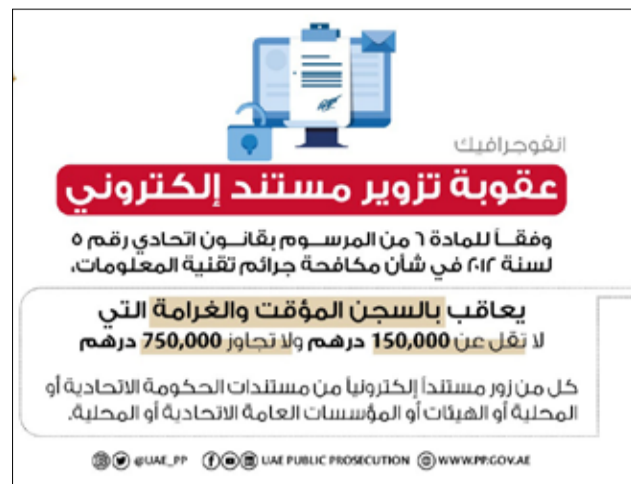 انفوجرافيك
عقوبة تزوير مستند إلكتروني
وفقــاً للمادة ٦ من المرســوم بقانــون اتحادي رقم ٥
لسنة ٢٠١٢ في شأن مكافحة جرائم تقنية المعلومات،
يعاقب بالسجن المؤقت والغرامة التي
لا تقل عن 150,000 درهم ولا تجاوز 750,000 درهم
كل من زور مستنداً إلكترونياً من مستندات الحكومة الاتحادية أو
المحلية أو الهيئات أو المؤسسات العامة الاتحادية أو المحلية.
@UAE_PP UAE PUBLIC PROSECUTION WWW.PP.GOV.AE